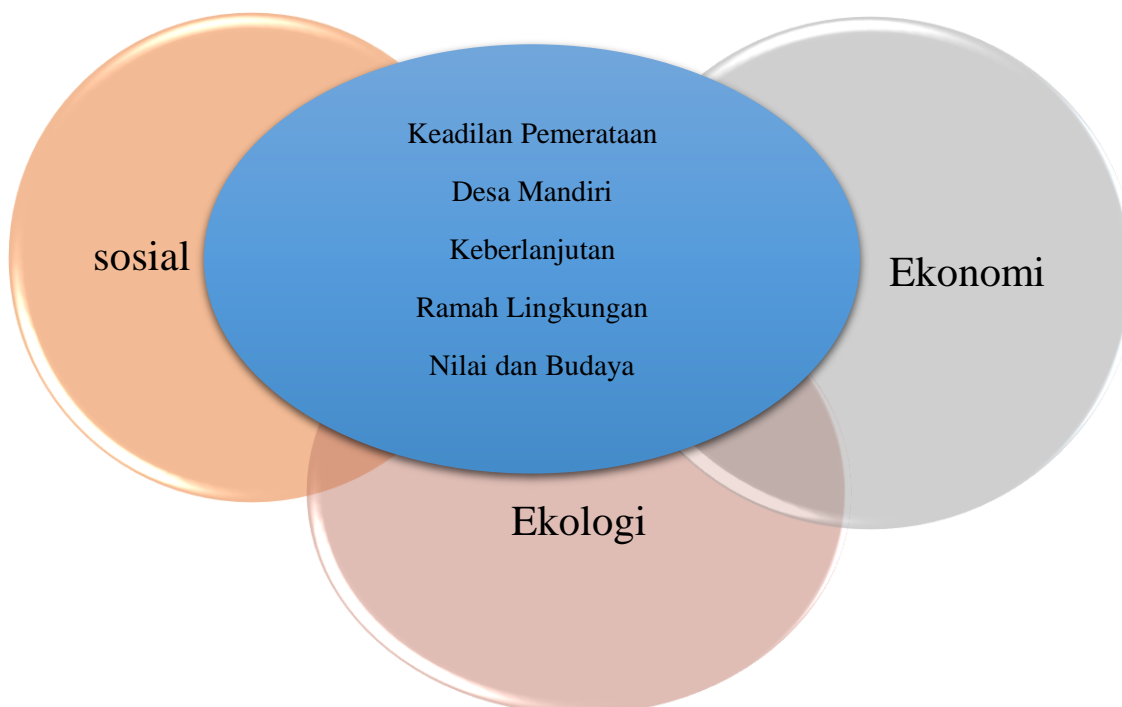 Keadilan Pemerataan
Desa Mandiri
Keberlanjutan
Ramah Lingkungan
Nilai dan Budaya
sosial
Ekonomi
Ekologi